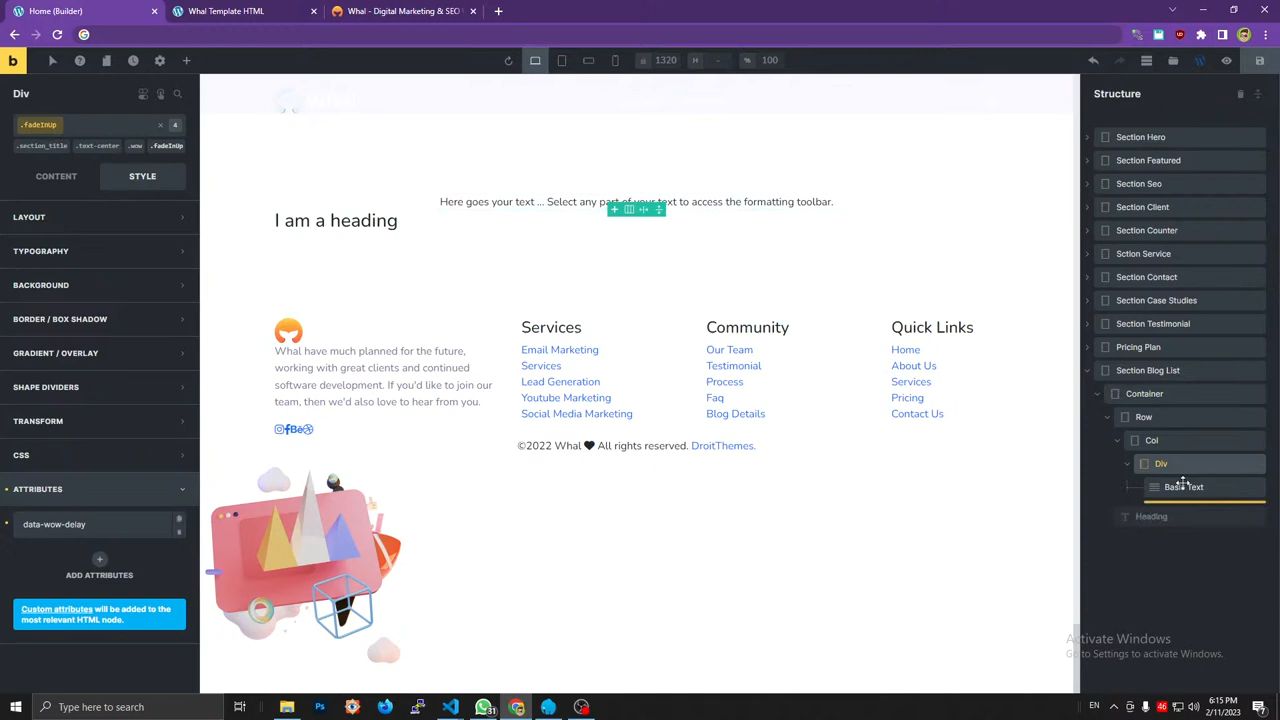 Home (Builder)
Whal Template HTML
Whal - Digital Marketing & SEO
b
1320
H
-
%
100
Div
.fadeInUp
4
.section_title
.text-center
.wow
.fadeInUp
CONTENT
STYLE
LAYOUT
TYPOGRAPHY
BACKGROUND
BORDER / BOX SHADOW
GRADIENT / OVERLAY
SHAPE DIVIDERS
TRANSFORM
CSS
ATTRIBUTES
data-wow-delay
ADD ATTRIBUTES
Custom attributes will be added to the
most relevant HTML node.
Here goes your text ... Select any part of your text to access the formatting toolbar.
I am a heading
Whal have much planned for the future,
working with great clients and continued
software development. If you'd like to join our
team, then we'd also love to hear from you.
Services
Email Marketing
Services
Lead Generation
Youtube Marketing
Social Media Marketing
Community
Our Team
Testimonial
Process
Faq
Blog Details
Quick Links
Home
About Us
Services
Pricing
Contact Us
©2022 Whal All rights reserved. DroitThemes.
Structure
Section Hero
Section Featured
Section Seo
Section Client
Section Counter
Sction Service
Section Contact
Section Case Studies
Section Testimonial
Pricing Plan
Section Blog List
Container
Row
Col
Div
Basic Text
Heading
Activate Windows
Go to Settings to activate Windows.
Type here to search
31
EN
46
6:15 PM
2/11/2023